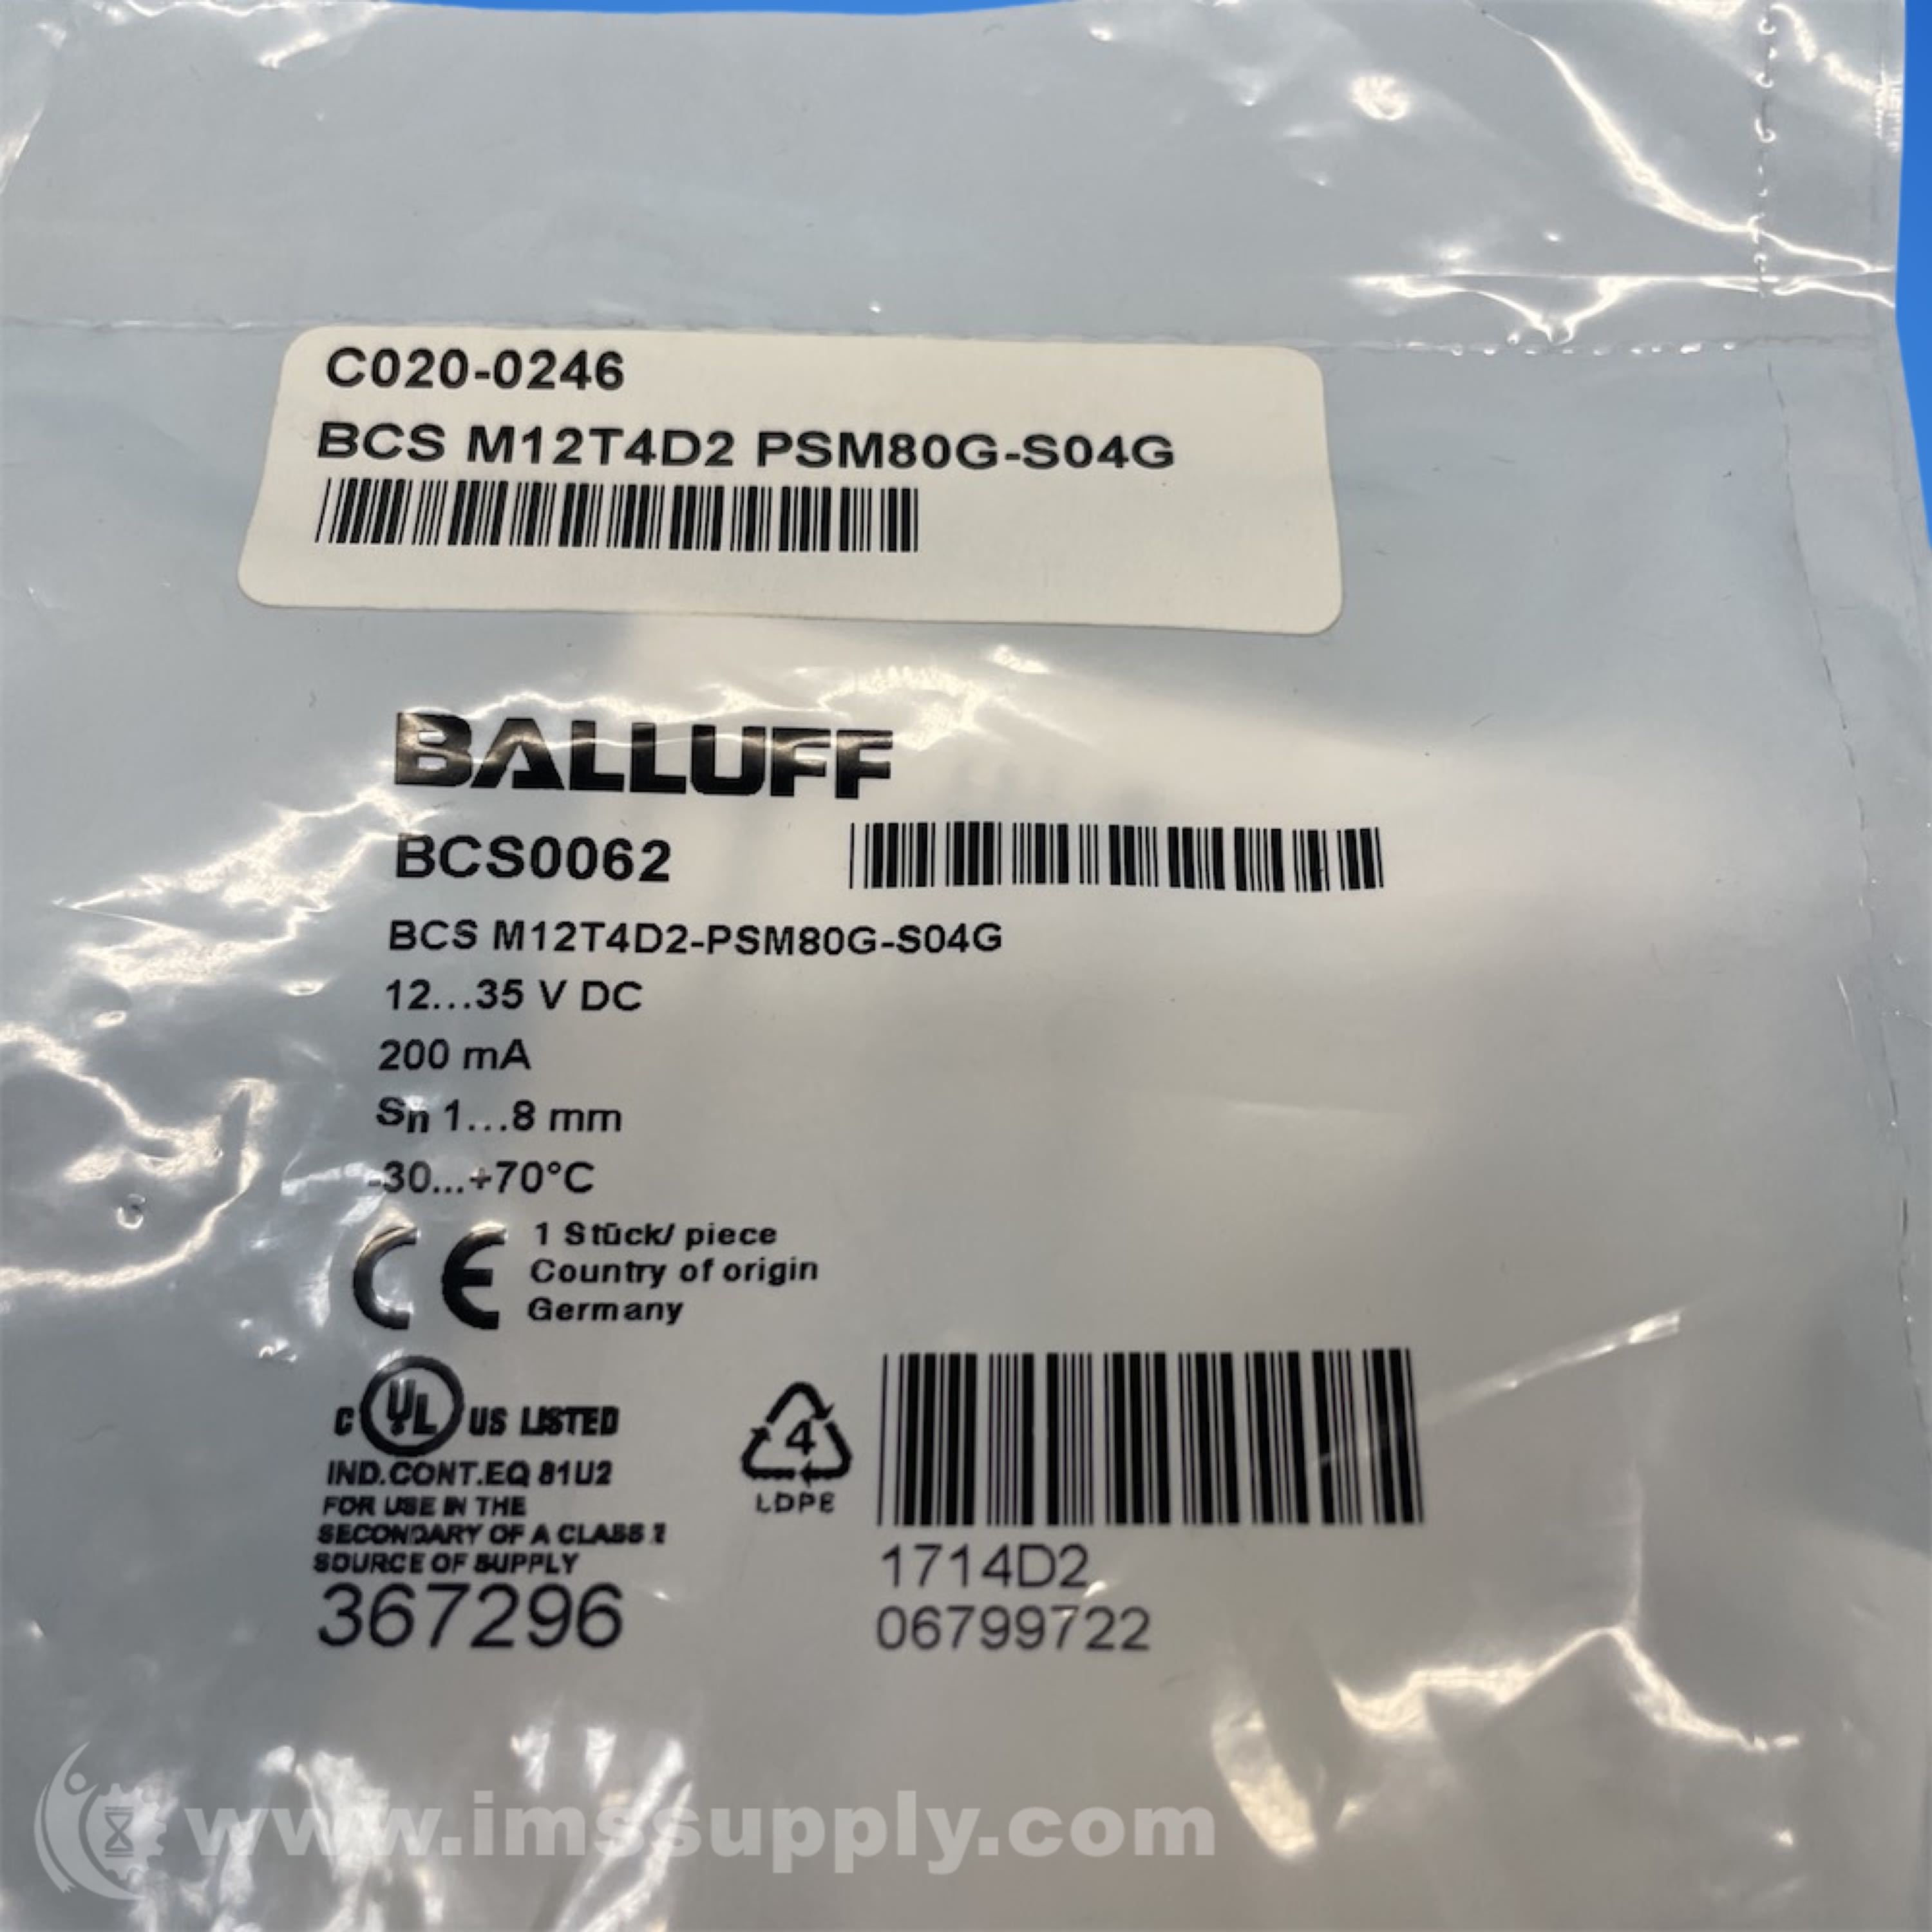 C020-0246
BCS M12T4D2 PSM80G-S04G
BALLUFF
BCS0062
BCS M12T4D2-PSM80G-S04G
12...35 V DC
200 mA
Sn 1...8 mm
-30...+70°C
CE
1 Stück/ piece
Country of origin
Germany
C UL US LISTED
IND.CONT.EQ 81U2
FOR USE IN THE
SECONDARY OF A CLASS 2
SOURCE OF SUPPLY
367296
4
LDPE
1714D2
06799722
www.imssupply.com